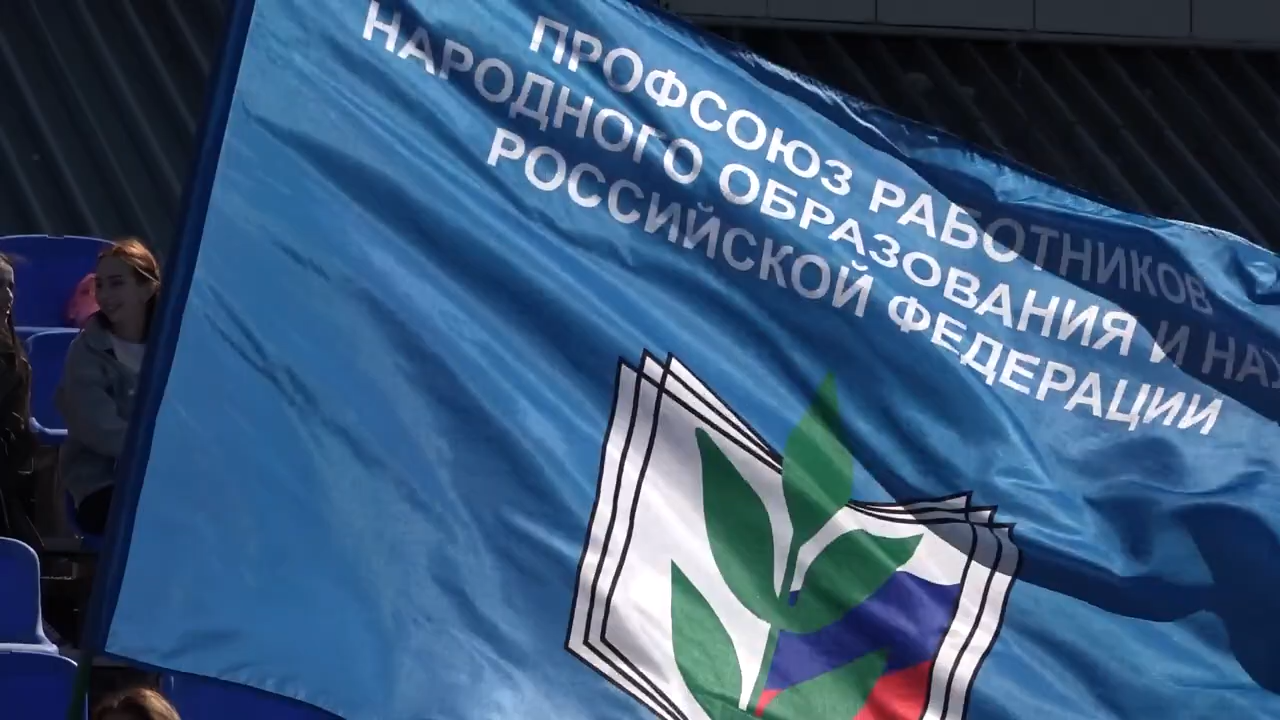 ПРОФСОЮЗ РАБОТНИКОВ
НАРОДНОГО ОБРАЗОВАНИЯ И
РОССИЙСКОЙ ФЕДЕРАЦИИ